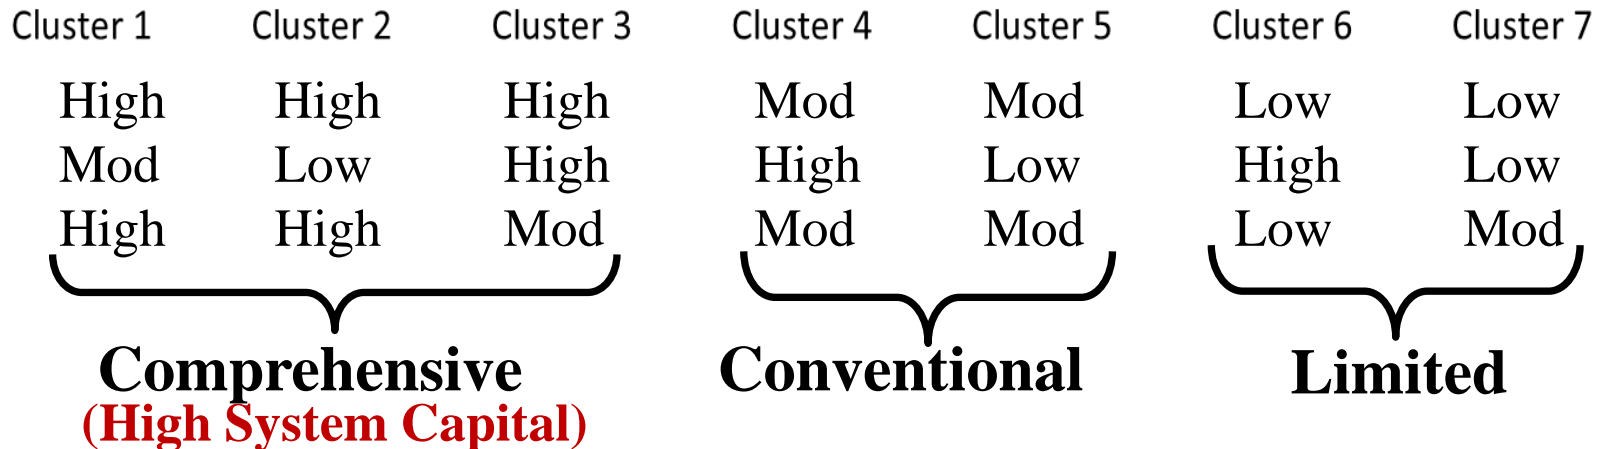 Cluster 1 Cluster 2 Cluster 3 Cluster 4 Cluster 5 Cluster 6 Cluster 7
High High High Mod Mod Low Low
Mod Low High High Low High Low
High High Mod Mod Mod Low Mod
Comprehensive Conventional Limited
(High System Capital)